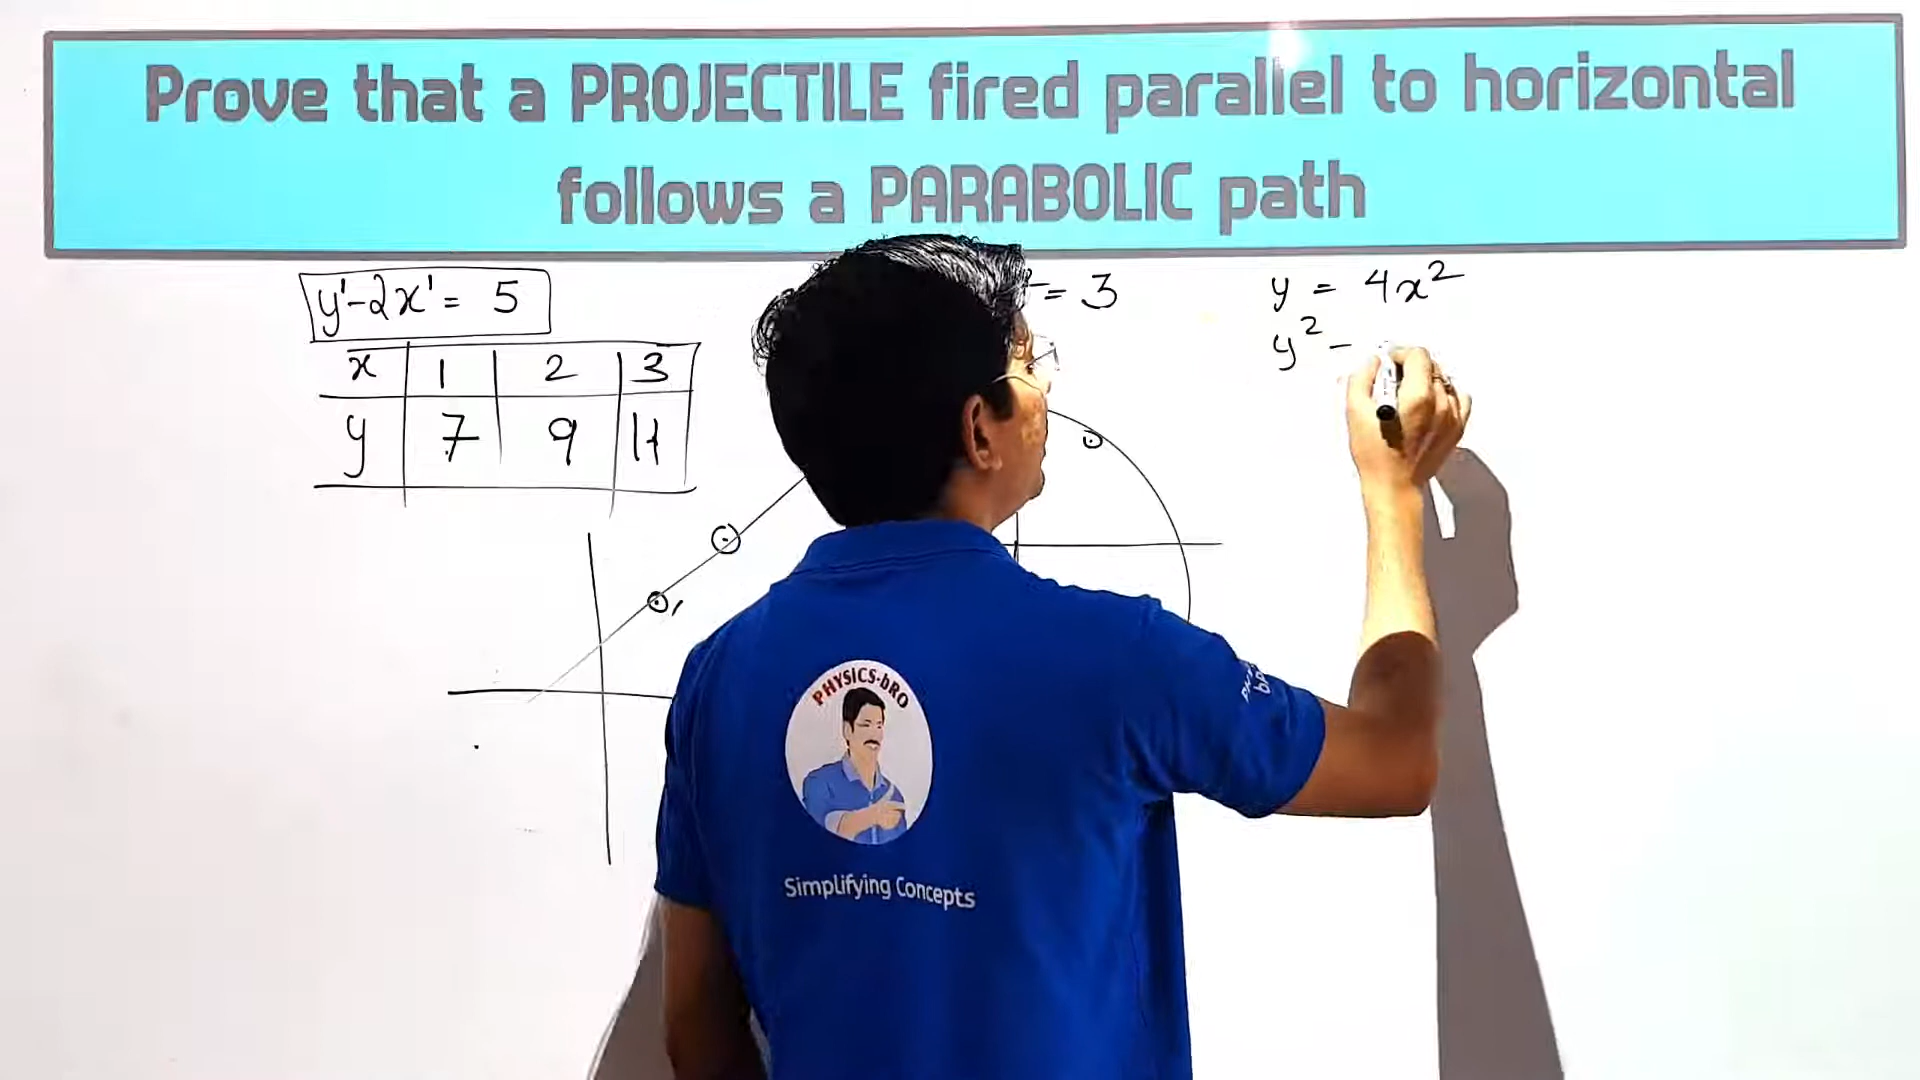 Prove that a PROJECTILE fired parallel to horizontal
follows a PARABOLIC path
y'-2x' = 5
x 1 2 3
y 7 9 11
= 3
y = 4x²
y² -
PHYSICS-bRO
Simplifying Concepts